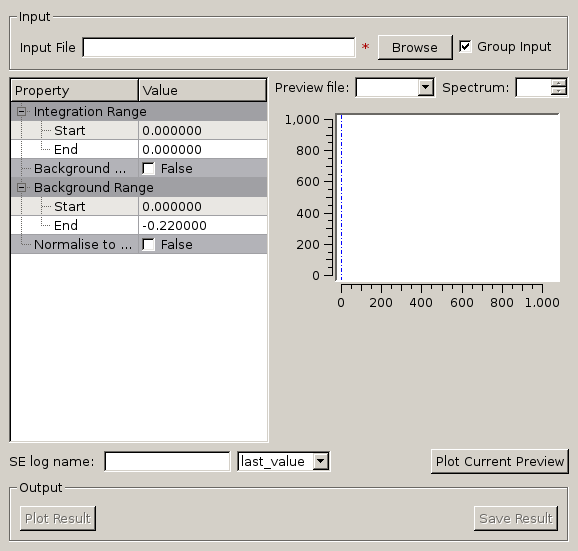 Input
Input File * Browse Group Input
Property Value Preview file: Spectrum:
Integration Range
Start 0.000000
End 0.000000
Background ... False
Background Range
Start 0.000000
End -0.220000
Normalise to ... False
1,000
800
600
400
200
0
0 200 400 600 800 1,000
SE log name: last_value Plot Current Preview
Output
Plot Result Save Result